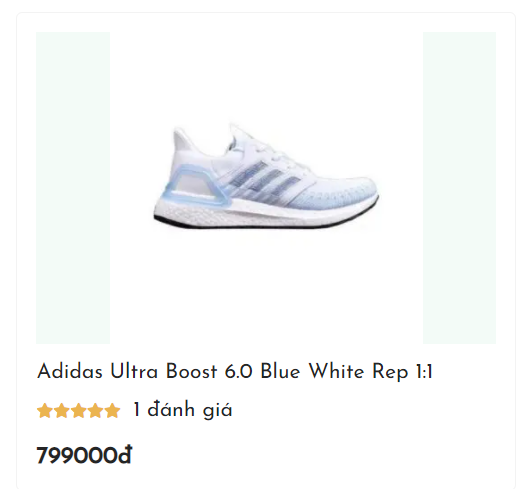 Adidas Ultra Boost 6.0 Blue White Rep 1:1
1 đánh giá
799000đ